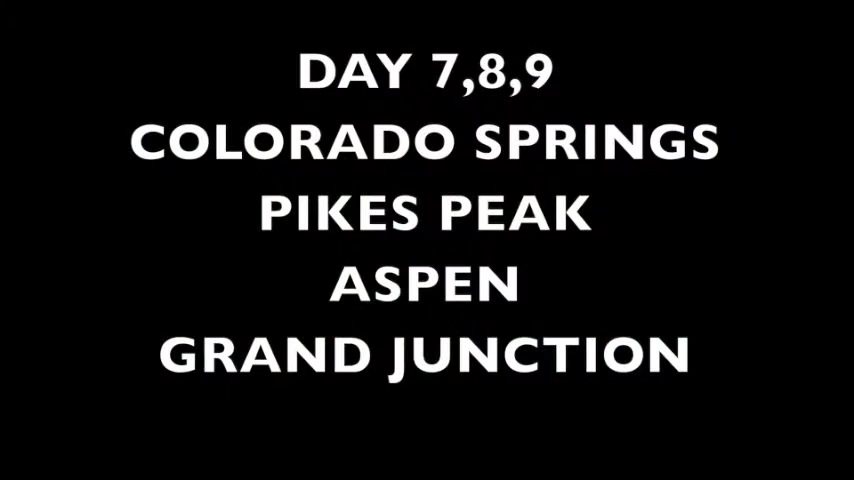 DAY 7,8,9
COLORADO SPRINGS
PIKES PEAK
ASPEN
GRAND JUNCTION